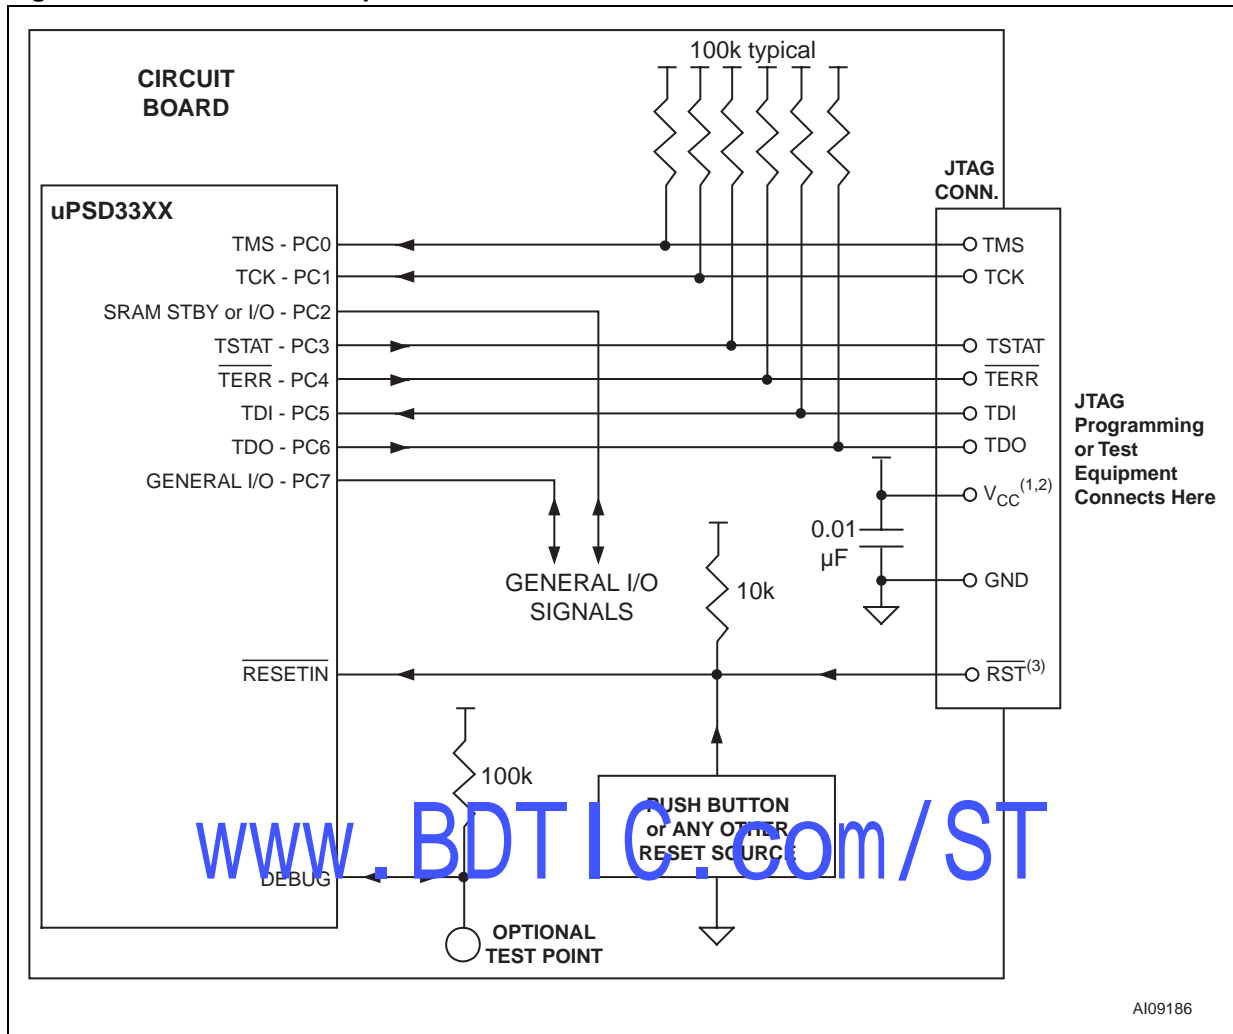 100k typical
CIRCUIT
BOARD
JTAG
CONN.
uPSD33XX
TMS - PC0
TMS
TCK - PC1
TCK
SRAM STBY or I/O - PC2
TSTAT - PC3
TSTAT
TERR - PC4
TERR
TDI - PC5
TDI
TDO - PC6
TDO
GENERAL I/O - PC7
JTAG
Programming
or Test
Equipment
Connects Here
VCC(1,2)
0.01
µF
GENERAL I/O
SIGNALS
10k
GND
RESETIN
RST(3)
100k
PUSH BUTTON
or ANY OTHER
RESET SOURCE
www.BDTIC.com/ST
DEBUG
OPTIONAL
TEST POINT
AI09186